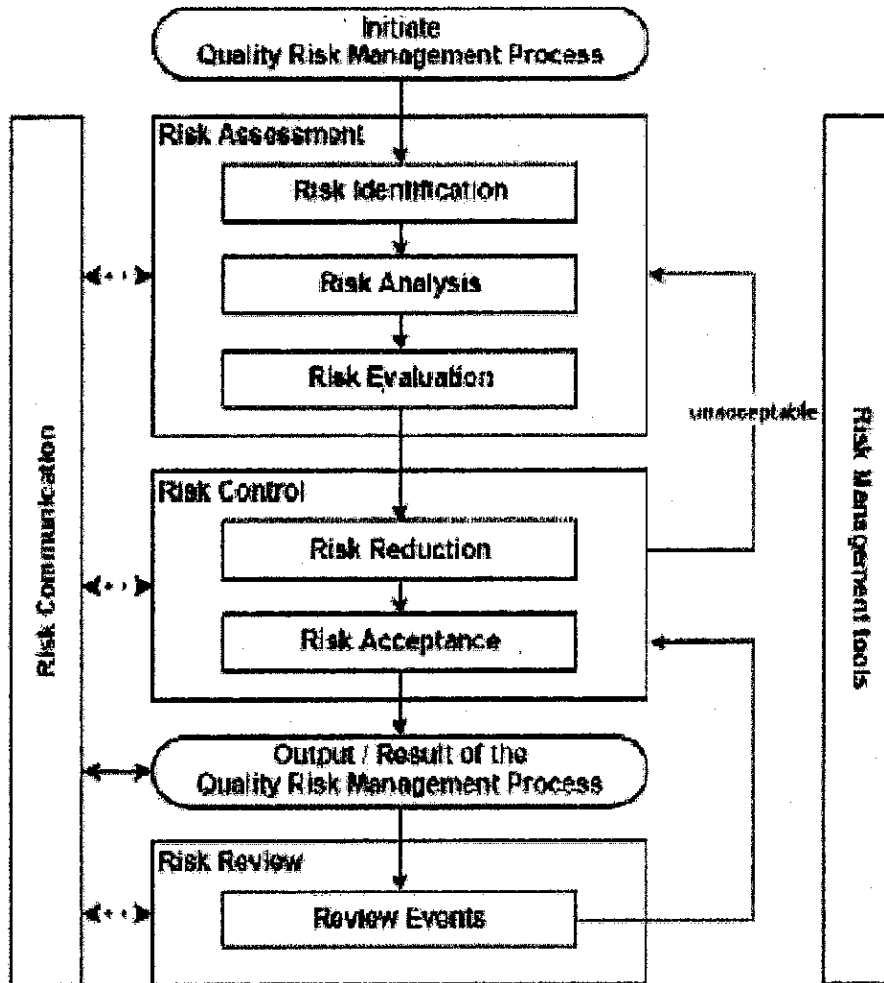 Initiate
Quality Risk Management Process
Risk Assessment
Risk Identification
Risk Analysis
Risk Evaluation
unacceptable
Risk Control
Risk Reduction
Risk Acceptance
Output / Result of the
Quality Risk Management Process
Risk Review
Review Events
Risk Communication
Risk Management tools